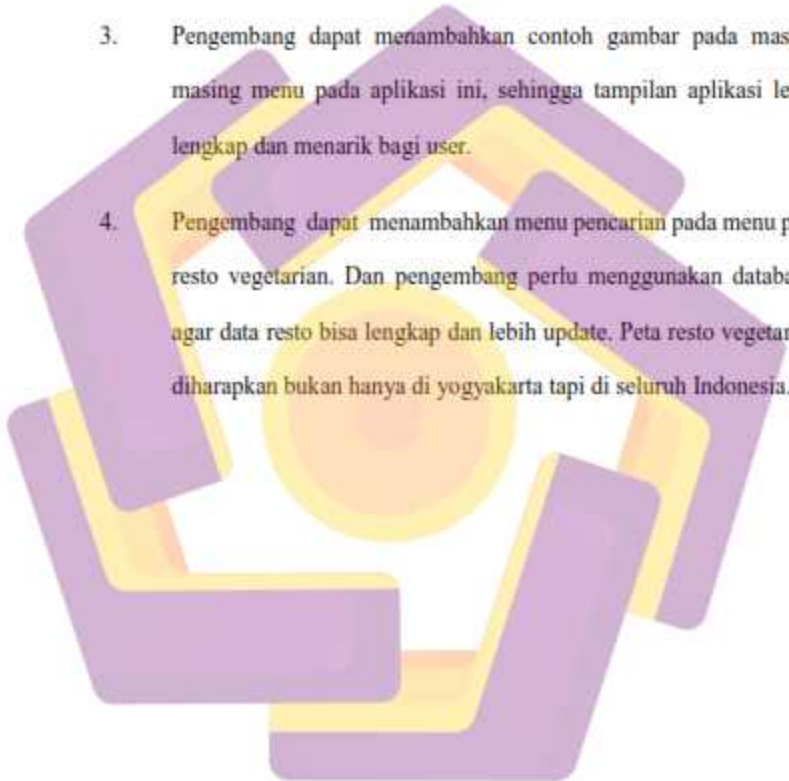 3. Pengembang dapat menambahkan contoh gambar pada mas
masing menu pada aplikasi ini, sehingga tampilan aplikasi le
lengkap dan menarik bagi user.
4. Pengembang dapat menambahkan menu pencarian pada menu p
resto vegetarian. Dan pengembang perlu menggunakan databa
agar data resto bisa lengkap dan lebih update. Peta resto vegetar
diharapkan bukan hanya di yogyakarta tapi di seluruh Indonesia.